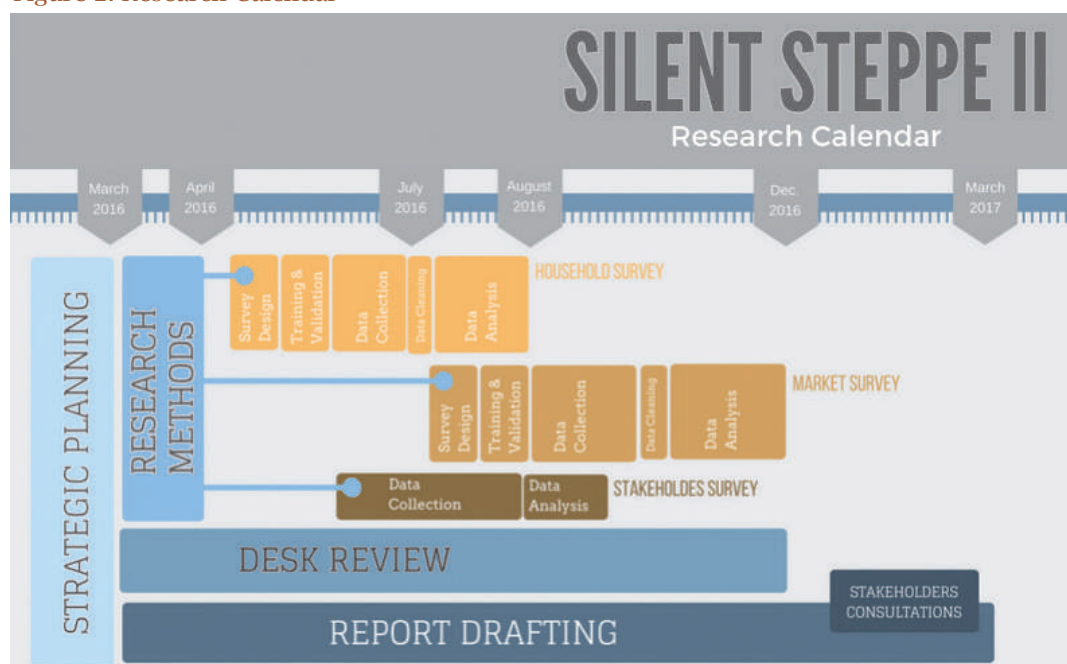 Figure 2. Research Calendar
SILENT STEPPE II
Research Calendar
March
2016
April
2016
July
2016
August
2016
Dec.
2016
March
2017
STRATEGIC PLANNING
RESEARCH
METHODS
Survey
Design
Training &
Validation
Data
Collection
Data Cleaning
Data
Analysis
HOUSEHOLD SURVEY
Survey
Design
Training &
Validation
Data
Collection
Data Cleaning
Data
Analysis
MARKET SURVEY
Data
Collection
Data
Analysis
STAKEHOLDES SURVEY
DESK REVIEW
STAKEHOLDERS
CONSULTATIONS
REPORT DRAFTING